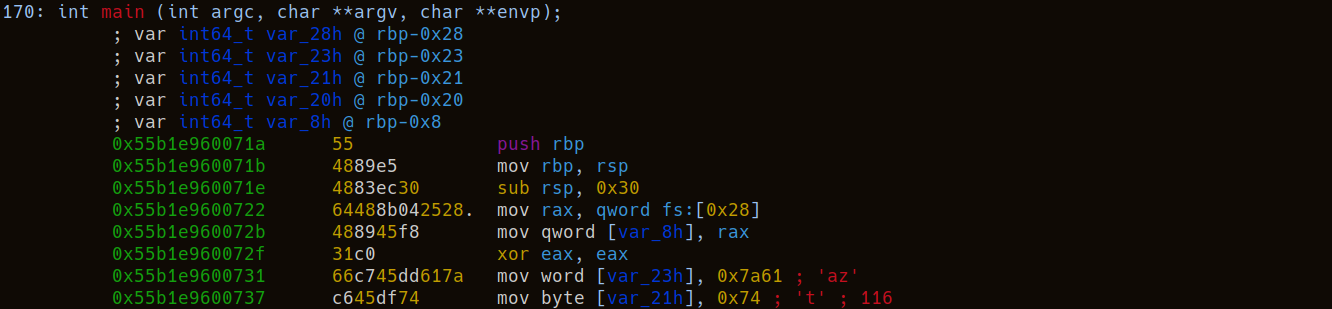 170: int main (int argc, char **argv, char **envp);
; var int64_t var_28h @ rbp-0x28
; var int64_t var_23h @ rbp-0x23
; var int64_t var_21h @ rbp-0x21
; var int64_t var_20h @ rbp-0x20
; var int64_t var_8h @ rbp-0x8
0x55b1e960071a 55 push rbp
0x55b1e960071b 4889e5 mov rbp, rsp
0x55b1e960071e 4883ec30 sub rsp, 0x30
0x55b1e9600722 64488b042528. mov rax, qword fs:[0x28]
0x55b1e960072b 488945f8 mov qword [var_8h], rax
0x55b1e960072f 31c0 xor eax, eax
0x55b1e9600731 66c745dd617a mov word [var_23h], 0x7a61 ; 'az'
0x55b1e9600737 c645df74 mov byte [var_21h], 0x74 ; 't' ; 116